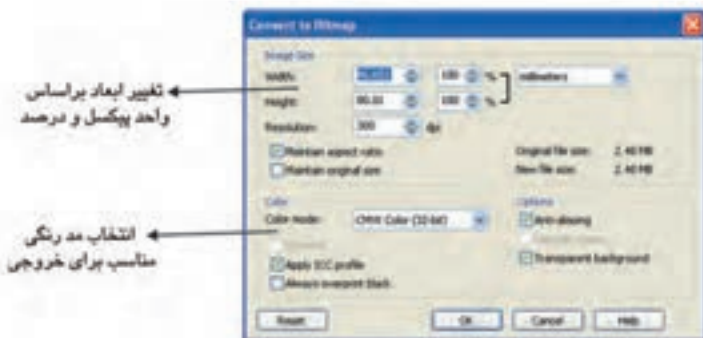 Convert to Bitmap
Image Size
Width: 100 % millimeters
Height: 100 %
Resolution: 300 dpi
Maintain aspect ratio
Original file size: 2.40 MB
Maintain original size
New file size: 2.40 MB
Color
Options
Color mode: CMYK Color (32-bit)
Anti-aliasing
Apply ICC profile
Transparent background
Always overprint black
Reset OK Cancel Help
تغییر ابعاد براساس
واحد پیکسل و درصد
انتخاب مد رنگی
مناسب برای خروجی